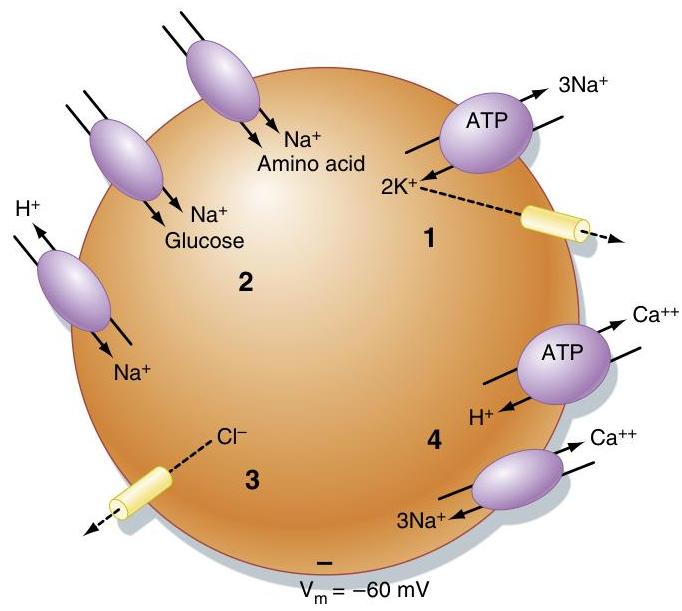 Na⁺
Amino acid
Na⁺
Glucose
H⁺
Na⁺
2
ATP
3Na⁺
2K⁺
1
ATP
Ca⁺⁺
H⁺
4
Ca⁺⁺
3Na⁺
Cl⁻
3
–
Vₘ = −60 mV